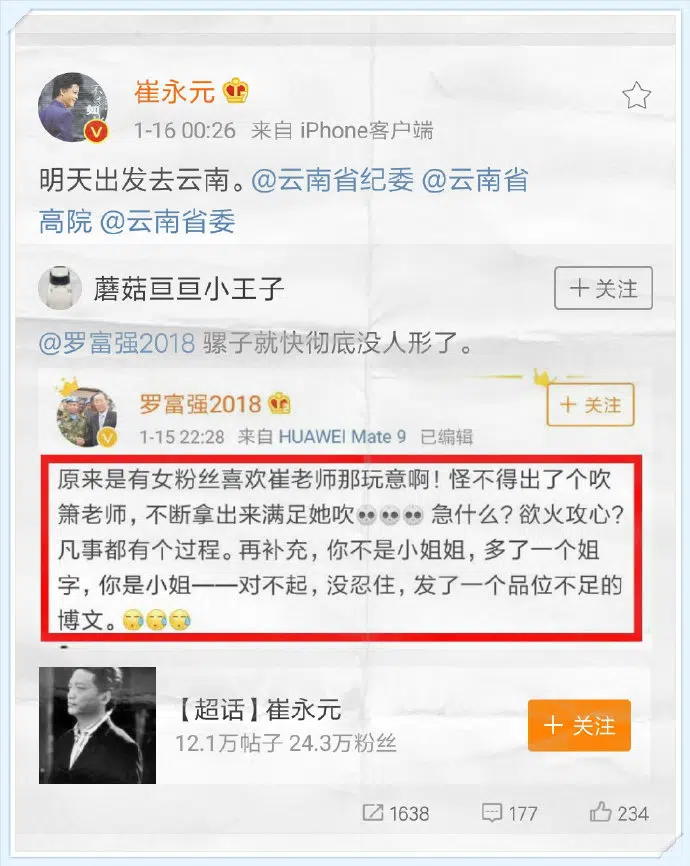 崔永元
1-16 00:26 来自 iPhone客户端
明天出发去云南。@云南省纪委 @云南省
高院 @云南省委
蘑菇亘亘小王子
+ 关注
@罗富强2018 骡子就快彻底没人形了。
罗富强2018
+ 关注
1-15 22:28 来自 HUAWEI Mate 9 已编辑
原来是有女粉丝喜欢崔老师那玩意啊！怪不得出了个吹
箫老师，不断拿出来满足她吹💀💀💀 急什么？欲火攻心？
凡事都有个过程。再补充，你不是小姐姐，多了一个姐
字，你是小姐——对不起，没忍住，发了一个品位不足的
博文。😪😪😪
【超话】崔永元
+ 关注
12.1万帖子 24.3万粉丝
1638 177 234